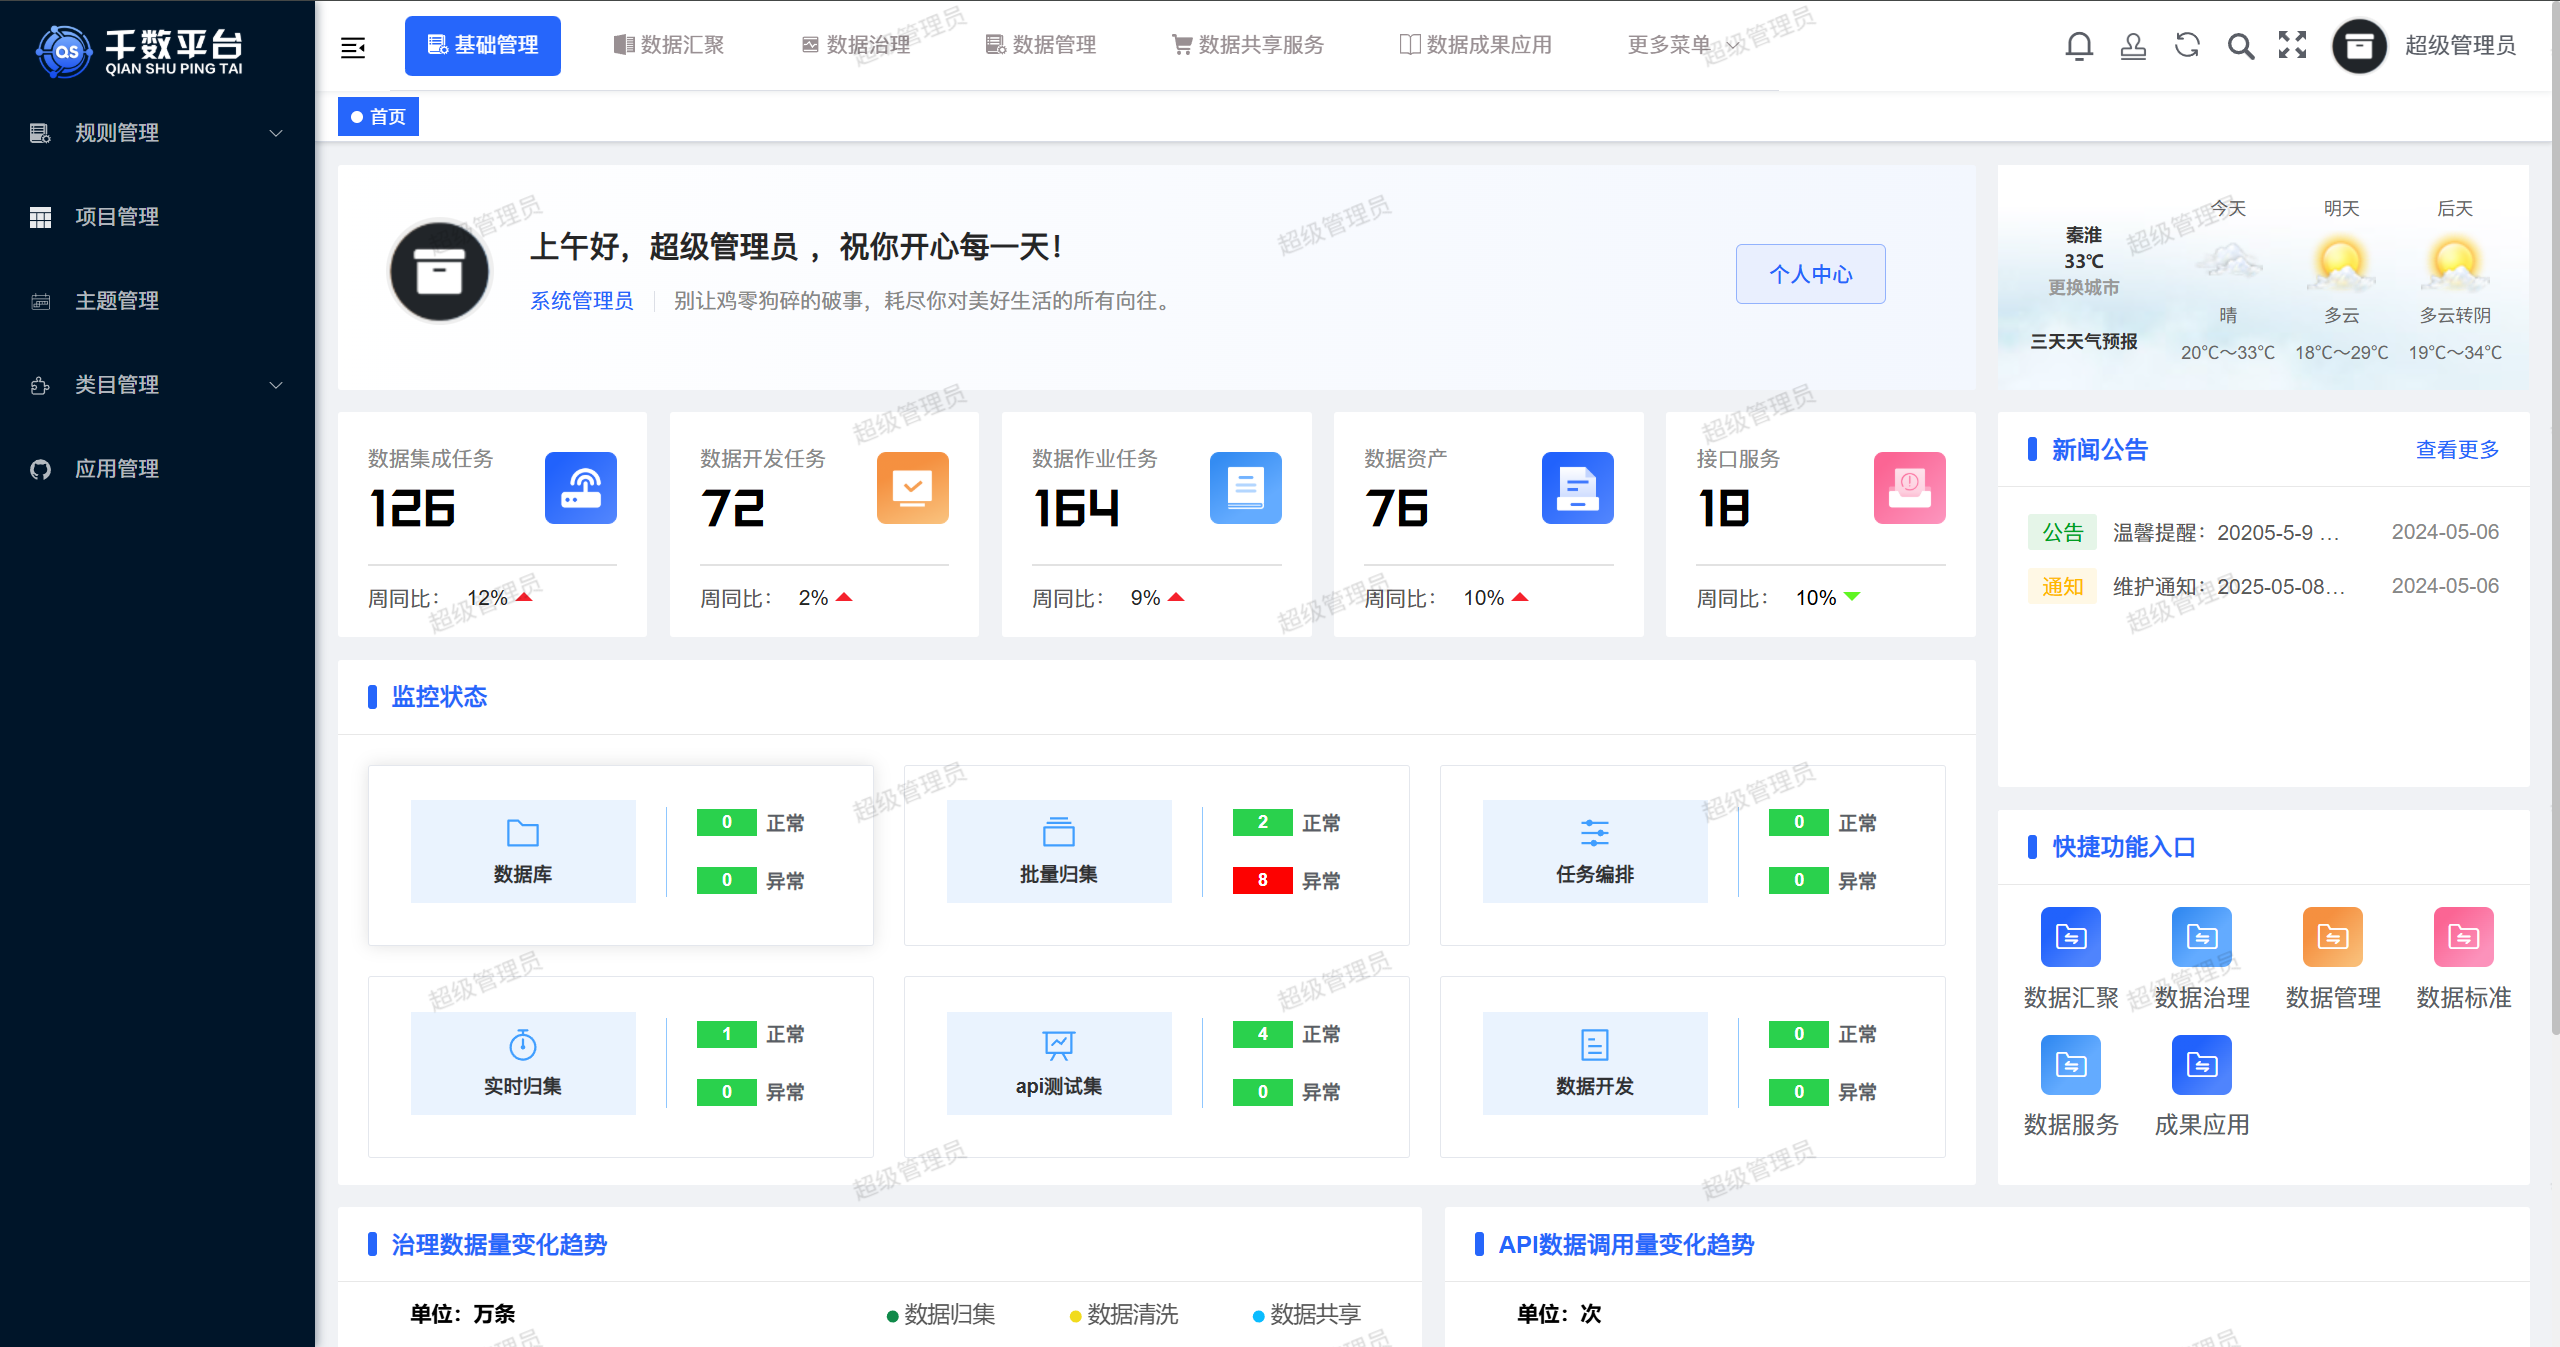 千数平台
QIAN SHU PING TAI
规则管理
项目管理
主题管理
类目管理
应用管理
基础管理
数据汇聚
数据治理
数据管理
数据共享服务
数据成果应用
更多菜单
超级管理员
首页
上午好，超级管理员 ，祝你开心每一天！
系统管理员
别让鸡零狗碎的破事，耗尽你对美好生活的所有向往。
个人中心
秦淮
33℃
更换城市
三天天气预报
今天
晴
20℃～33℃
明天
多云
18℃～29℃
后天
多云转阴
19℃～34℃
数据集成任务
126
周同比： 12%
数据开发任务
72
周同比： 2%
数据作业任务
164
周同比： 9%
数据资产
76
周同比： 10%
接口服务
18
周同比： 10%
新闻公告
查看更多
公告 温馨提醒：20205-5-9 ... 2024-05-06
通知 维护通知：2025-05-08... 2024-05-06
监控状态
数据库
0 正常
0 异常
批量归集
2 正常
8 异常
任务编排
0 正常
0 异常
实时归集
1 正常
0 异常
api测试集
4 正常
0 异常
数据开发
0 正常
0 异常
快捷功能入口
数据汇聚
数据治理
数据管理
数据标准
数据服务
成果应用
治理数据量变化趋势
单位：万条
数据归集
数据清洗
数据共享
API数据调用量变化趋势
单位：次